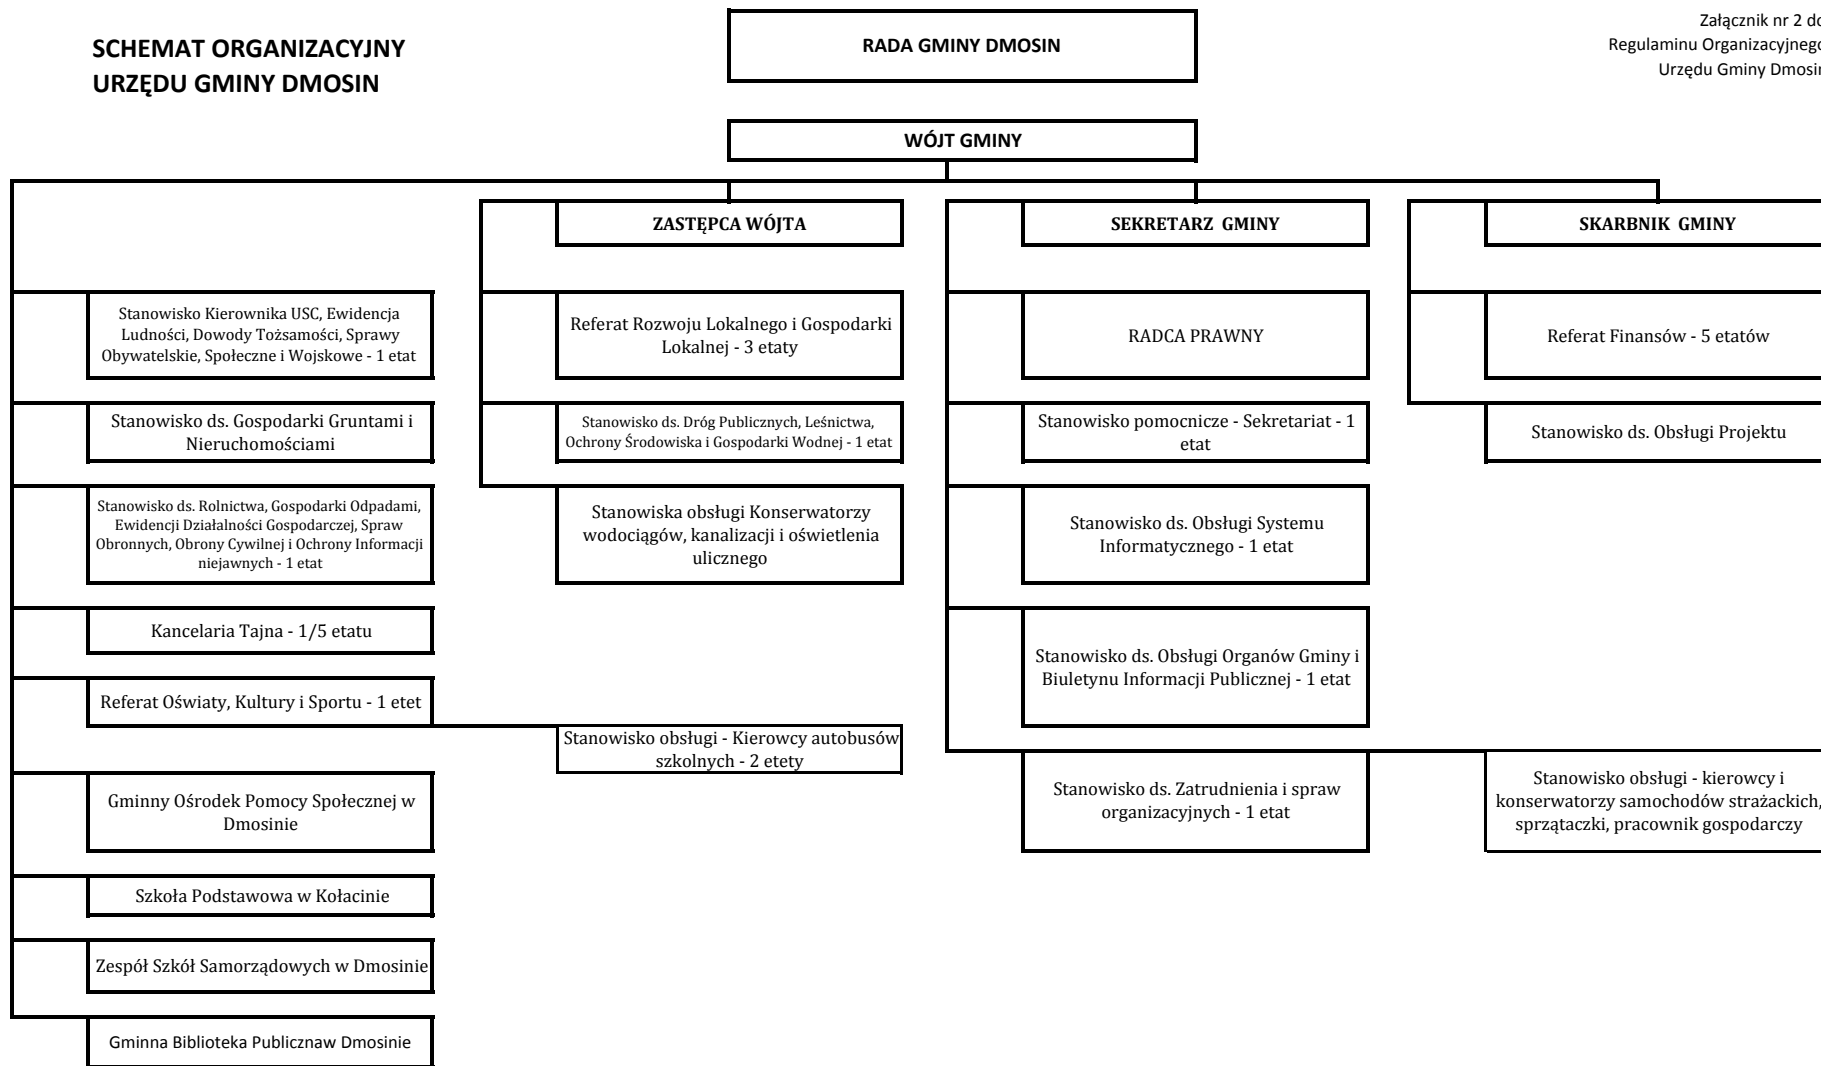 SCHEMAT ORGANIZACYJNY
URZĘDU GMINY DMOSIN
RADA GMINY DMOSIN
Załącznik nr 2 do
Regulaminu Organizacyjnego
Urzędu Gminy Dmosin
WÓJT GMINY
ZASTĘPCA WÓJTA
SEKRETARZ GMINY
SKARBNIK GMINY
Stanowisko Kierownika USC, Ewidencja
Ludności, Dowody Tożsamości, Sprawy
Obywatelskie, Społeczne i Wojskowe - 1 etat
Referat Rozwoju Lokalnego i Gospodarki
Lokalnej - 3 etaty
RADCA PRAWNY
Referat Finansów - 5 etatów
Stanowisko ds. Gospodarki Gruntami i
Nieruchomościami
Stanowisko ds. Dróg Publicznych, Leśnictwa,
Ochrony Środowiska i Gospodarki Wodnej - 1 etat
Stanowisko pomocnicze - Sekretariat - 1
etat
Stanowisko ds. Obsługi Projektu
Stanowisko ds. Rolnictwa, Gospodarki Odpadami,
Ewidencji Działalności Gospodarczej, Spraw
Obronnych, Obrony Cywilnej i Ochrony Informacji
niejawnych - 1 etat
Stanowiska obsługi Konserwatorzy
wodociągów, kanalizacji i oświetlenia
ulicznego
Stanowisko ds. Obsługi Systemu
Informatycznego - 1 etat
Kancelaria Tajna - 1/5 etatu
Stanowisko ds. Obsługi Organów Gminy i
Biuletynu Informacji Publicznej - 1 etat
Referat Oświaty, Kultury i Sportu - 1 etet
Stanowisko obsługi - Kierowcy autobusów
szkolnych - 2 etety
Gminny Ośrodek Pomocy Społecznej w
Dmosinie
Stanowisko ds. Zatrudnienia i spraw
organizacyjnych - 1 etat
Stanowisko obsługi - kierowcy i
konserwatorzy samochodów strażackich,
sprzątaczki, pracownik gospodarczy
Szkoła Podstawowa w Kołacinie
Zespół Szkół Samorządowych w Dmosinie
Gminna Biblioteka Publicznaw Dmosinie